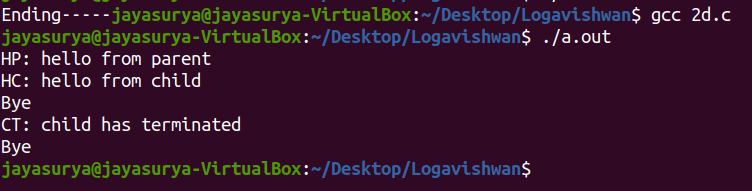 Ending-----jayasurya@jayasurya-VirtualBox:~/Desktop/Logavishwan$ gcc 2d.c
jayasurya@jayasurya-VirtualBox:~/Desktop/Logavishwan$ ./a.out
HP: hello from parent
HC: hello from child
Bye
CT: child has terminated
Bye
jayasurya@jayasurya-VirtualBox:~/Desktop/Logavishwan$